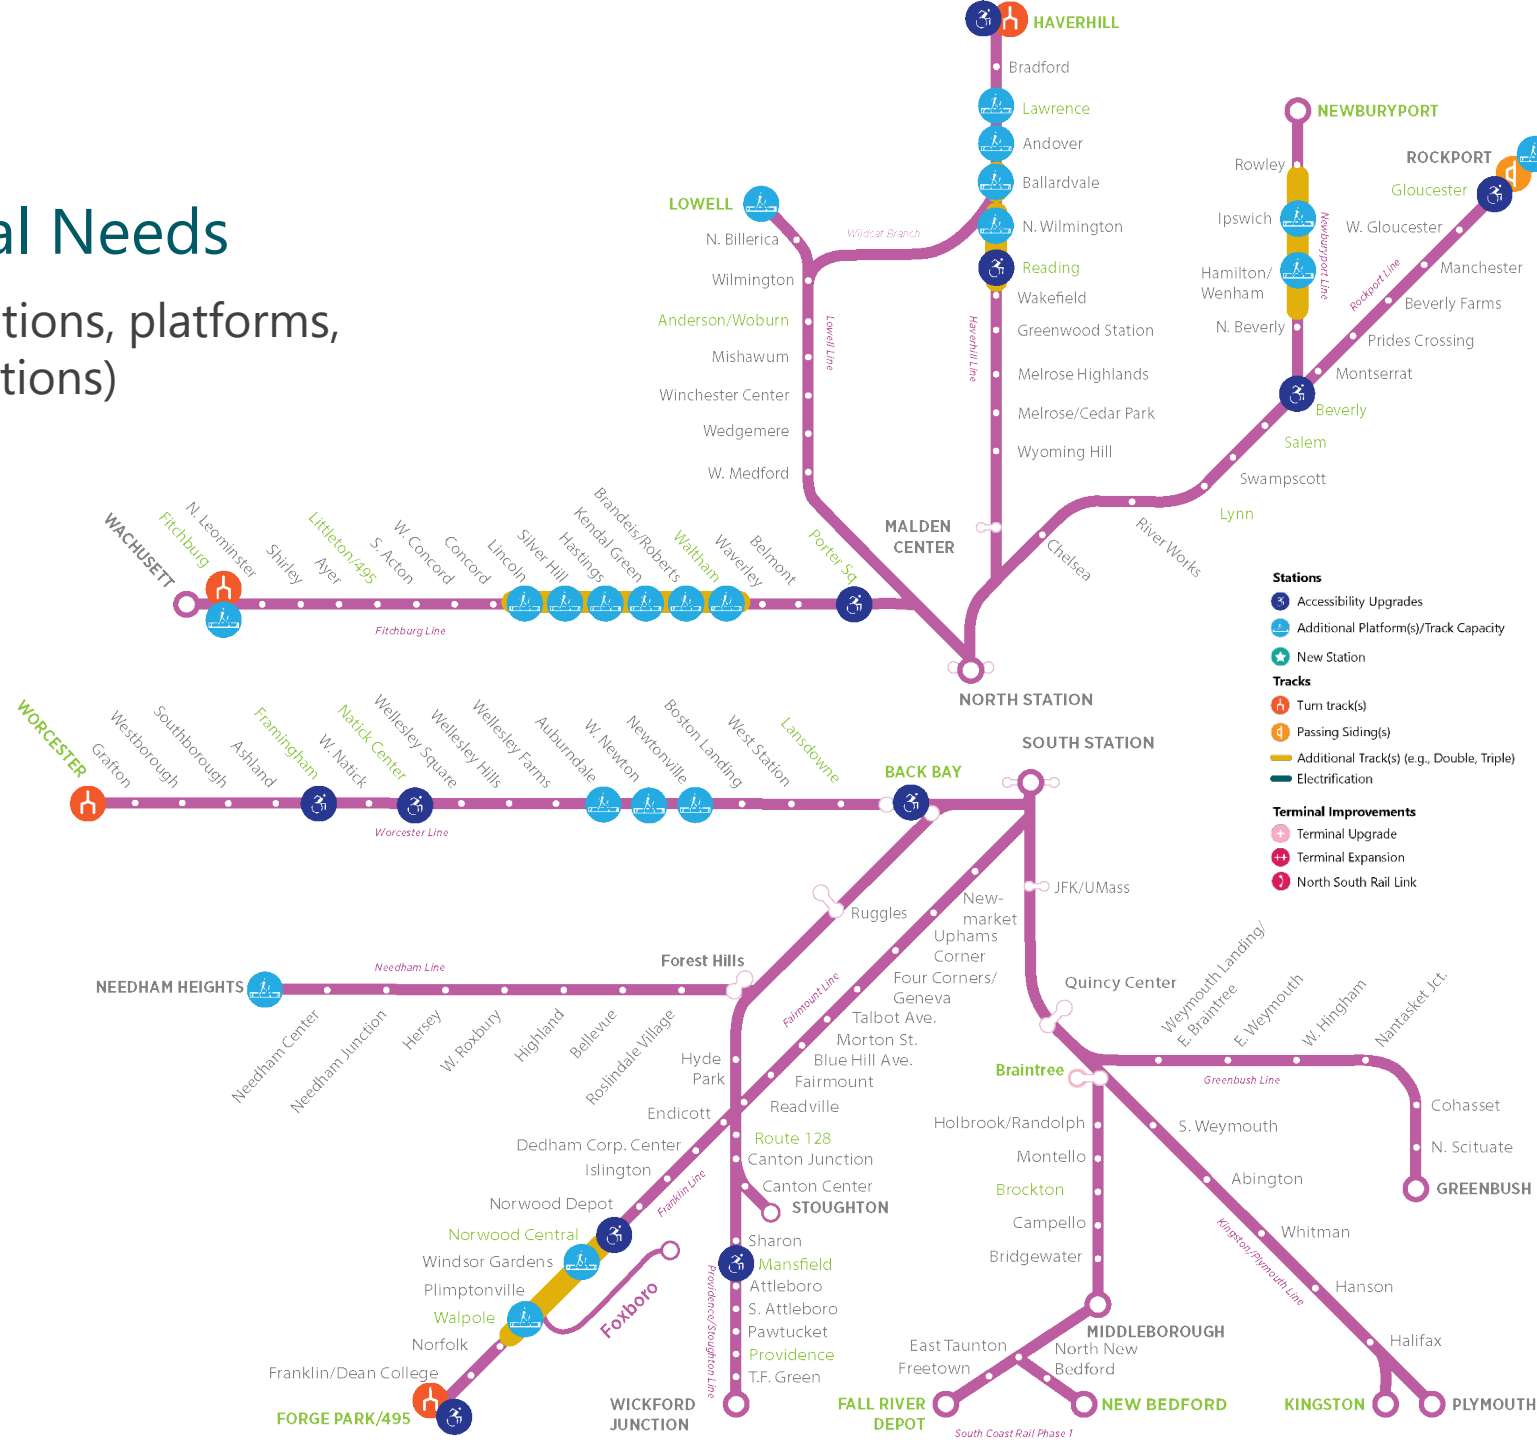 al Needs
tions, platforms,
tions)
HAVERHILL
Bradford
Lawrence
Andover
Ballardvale
N. Wilmington
Reading
Wakefield
Greenwood Station
Melrose Highlands
Melrose/Cedar Park
Wyoming Hill
MALDEN
CENTER
Haverhill Line
Wildcat Branch
LOWELL
N. Billerica
Wilmington
Anderson/Woburn
Mishawum
Winchester Center
Wedgemere
W. Medford
Lowell Line
NEWBURYPORT
Rowley
Ipswich
Hamilton/
Wenham
N. Beverly
Newburyport Line
ROCKPORT
Gloucester
W. Gloucester
Manchester
Beverly Farms
Prides Crossing
Montserrat
Rockport Line
Beverly
Salem
Swampscott
Lynn
River Works
Chelsea
WACHUSETT
Fitchburg
N. Leominster
Shirley
Ayer
Littleton/495
S. Acton
W. Concord
Concord
Lincoln
Silver Hill
Hastings
Kendal Green
Brandeis/Roberts
Waltham
Waverley
Belmont
Porter Sq
Fitchburg Line
NORTH STATION
Stations
Accessibility Upgrades
Additional Platform(s)/Track Capacity
New Station
Tracks
Turn track(s)
Passing Siding(s)
Additional Track(s) (e.g., Double, Triple)
Electrification
Terminal Improvements
Terminal Upgrade
Terminal Expansion
North South Rail Link
WORCESTER
Grafton
Westborough
Southborough
Ashland
Framingham
W. Natick
Natick Center
Wellesley Square
Wellesley Hills
Wellesley Farms
Auburndale
W. Newton
Newtonville
Boston Landing
West Station
Lansdowne
BACK BAY
SOUTH STATION
Worcester Line
Ruggles
Forest Hills
NEEDHAM HEIGHTS
Needham Line
Needham Center
Needham Junction
Hersey
W. Roxbury
Highland
Bellevue
Roslindale Village
New-
market
Uphams
Corner
Four Corners/
Geneva
Talbot Ave.
Morton St.
Blue Hill Ave.
Fairmount
Readville
Fairmount Line
Hyde
Park
Endicott
Dedham Corp. Center
Islington
Norwood Depot
Norwood Central
Windsor Gardens
Plimptonville
Walpole
Norfolk
Franklin/Dean College
FORGE PARK/495
Franklin Line
Foxboro
Route 128
Canton Junction
Canton Center
STOUGHTON
Sharon
Mansfield
Attleboro
S. Attleboro
Pawtucket
Providence
T.F. Green
WICKFORD
JUNCTION
Providence/Stoughton Line
JFK/UMass
Quincy Center
Braintree
Weymouth Landing/
E. Braintree
E. Weymouth
W. Hingham
Nantasket Jct.
Greenbush Line
Cohasset
N. Scituate
GREENBUSH
Holbrook/Randolph
Montello
Brockton
Campello
Bridgewater
MIDDLEBOROUGH
East Taunton
Freetown
FALL RIVER
DEPOT
North New
Bedford
NEW BEDFORD
South Coast Rail Phase 1
S. Weymouth
Abington
Whitman
Hanson
Halifax
Kingston/Plymouth Line
KINGSTON
PLYMOUTH